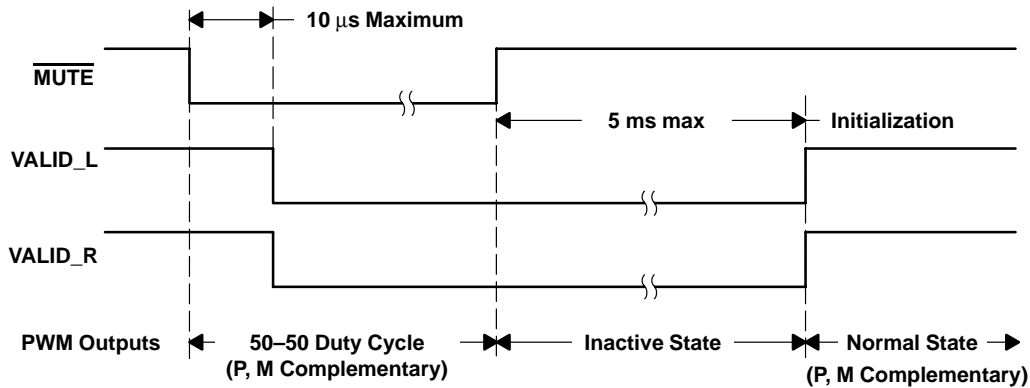 10 μs Maximum
MUTE
5 ms max
Initialization
VALID_L
VALID_R
PWM Outputs
50–50 Duty Cycle
(P, M Complementary)
Inactive State
Normal State
(P, M Complementary)